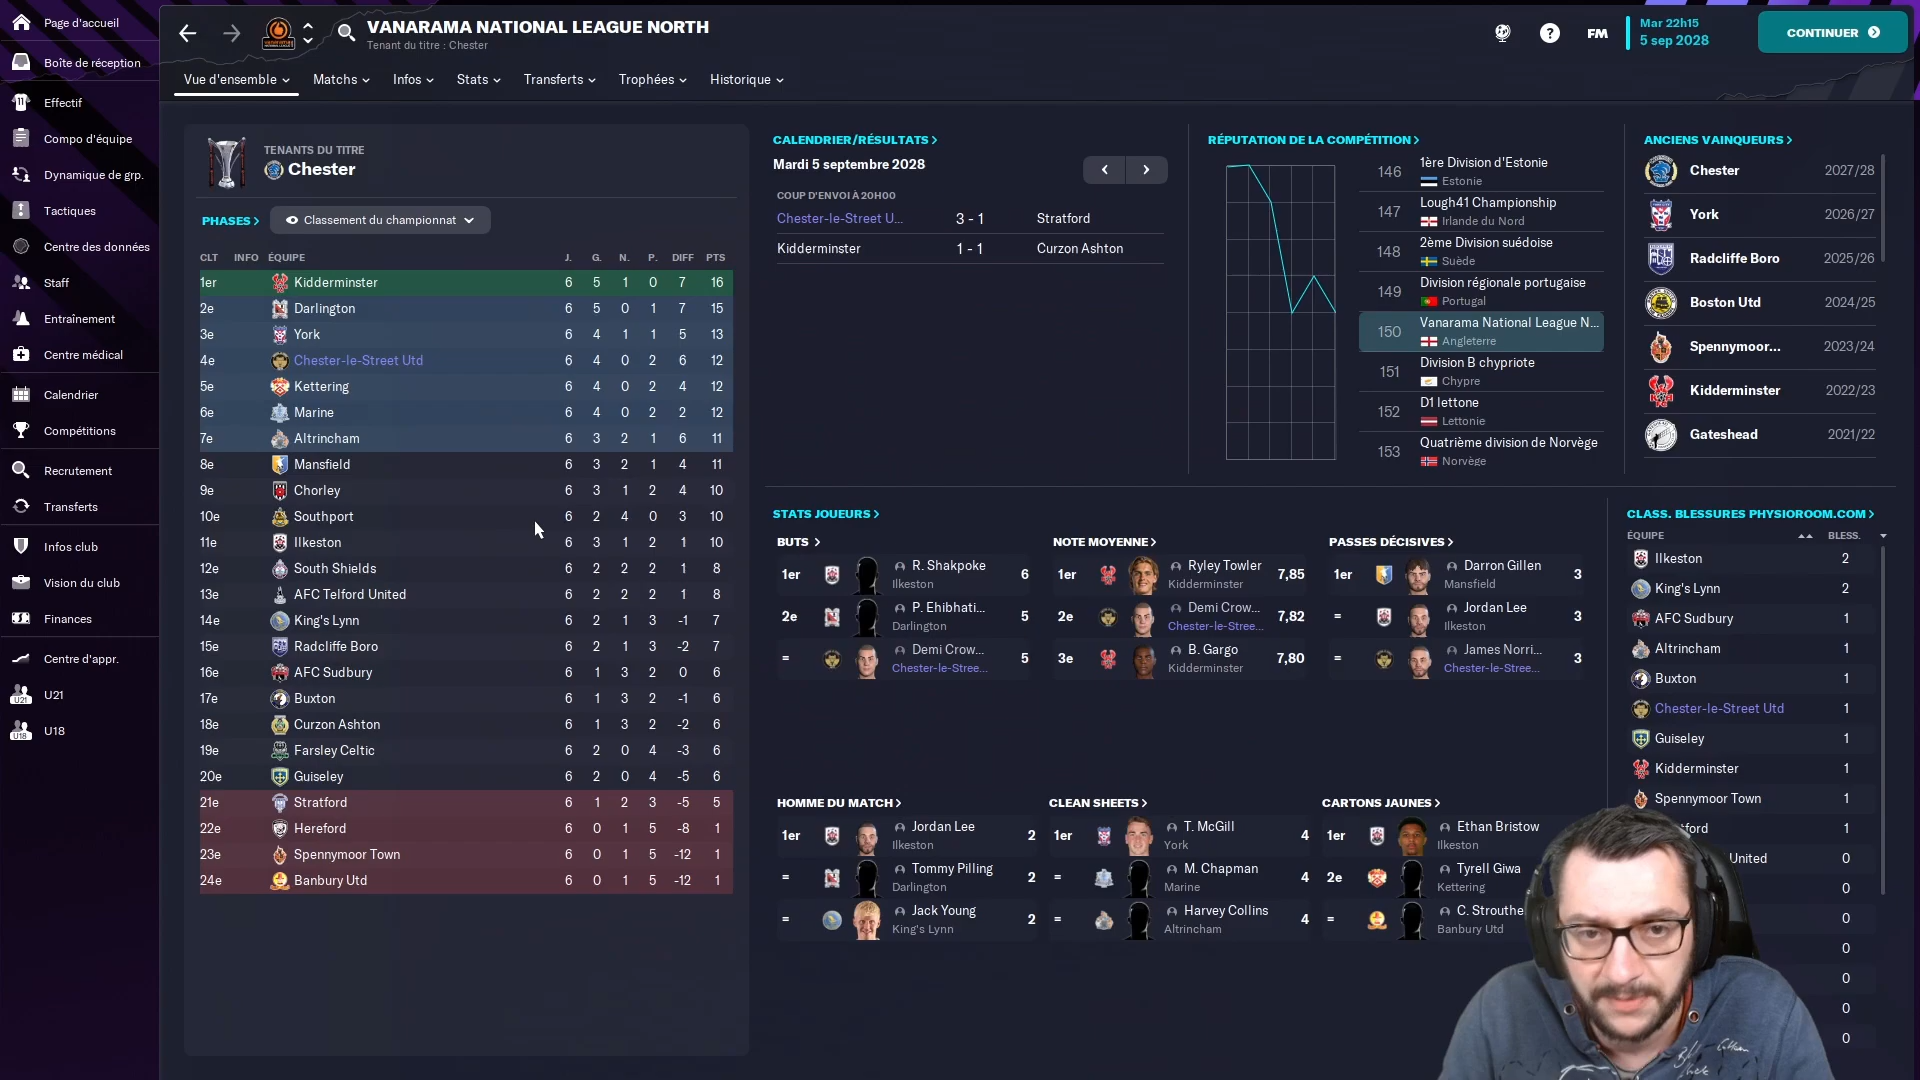 Page d'accueil
Boîte de réception
Effectif
Compo d'équipe
Dynamique de grp.
Tactiques
Centre des données
Staff
Entraînement
Centre médical
Calendrier
Compétitions
Recrutement
Transferts
Infos club
Vision du club
Finances
Centre d'appr.
U21
U18
VANARAMA NATIONAL LEAGUE NORTH
Tenant du titre : Chester
FM
Mar 22h15
5 sep 2028
CONTINUER
Vue d'ensemble Matchs Infos Stats Transferts Trophées Historique
TENANTS DU TITRE
Chester
PHASES > Classement du championnat
CLT INFO ÉQUIPE J. G. N. P. DIFF PTS
1er Kidderminster 6 5 1 0 7 16
2e Darlington 6 5 0 1 7 15
3e York 6 4 1 1 5 13
4e Chester-le-Street Utd 6 4 0 2 6 12
5e Kettering 6 4 0 2 4 12
6e Marine 6 4 0 2 2 12
7e Altrincham 6 3 2 1 6 11
8e Mansfield 6 3 2 1 4 11
9e Chorley 6 3 1 2 4 10
10e Southport 6 2 4 0 3 10
11e Ilkeston 6 3 1 2 1 10
12e South Shields 6 2 2 2 1 8
13e AFC Telford United 6 2 2 2 1 8
14e King's Lynn 6 2 1 3 -1 7
15e Radcliffe Boro 6 2 1 3 -2 7
16e AFC Sudbury 6 1 3 2 0 6
17e Buxton 6 1 3 2 -1 6
18e Curzon Ashton 6 1 3 2 -2 6
19e Farsley Celtic 6 2 0 4 -3 6
20e Guiseley 6 2 0 4 -5 6
21e Stratford 6 1 2 3 -5 5
22e Hereford 6 0 1 5 -8 1
23e Spennymoor Town 6 0 1 5 -12 1
24e Banbury Utd 6 0 1 5 -12 1
CALENDRIER/RÉSULTATS >
Mardi 5 septembre 2028
COUP D'ENVOI À 20H00
Chester-le-Street U... 3 - 1 Stratford
Kidderminster 1 - 1 Curzon Ashton
RÉPUTATION DE LA COMPÉTITION >
146 1ère Division d'Estonie
Estonie
147 Lough41 Championship
Irlande du Nord
148 2ème Division suédoise
Suède
149 Division régionale portugaise
Portugal
150 Vanarama National League N...
Angleterre
151 Division B chypriote
Chypre
152 D1 lettone
Lettonie
153 Quatrième division de Norvège
Norvège
ANCIENS VAINQUEURS >
Chester 2027/28
York 2026/27
Radcliffe Boro 2025/26
Boston Utd 2024/25
Spennymoor... 2023/24
Kidderminster 2022/23
Gateshead 2021/22
STATS JOUEURS >
BUTS >
1er R. Shakpoke 6
Ilkeston
2e P. Ehibhati... 5
Darlington
= Demi Crow... 5
Chester-le-Stree...
NOTE MOYENNE >
1er Ryley Towler 7,85
Kidderminster
2e Demi Crow... 7,82
Chester-le-Stree...
3e B. Gargo 7,80
Kidderminster
PASSES DÉCISIVES >
1er Darron Gillen 3
Mansfield
= Jordan Lee 3
Ilkeston
= James Norri... 3
Chester-le-Stree...
HOMME DU MATCH >
1er Jordan Lee 2
Ilkeston
= Tommy Pilling 2
Darlington
= Jack Young 2
King's Lynn
CLEAN SHEETS >
1er T. McGill 4
York
= M. Chapman 4
Marine
= Harvey Collins 4
Altrincham
CARTONS JAUNES >
1er Ethan Bristow
Ilkeston
2e Tyrell Giwa
Kettering
= C. Strouthe
Banbury Utd
CLASS. BLESSURES PHYSIOROOM.COM >
ÉQUIPE BLESS.
Ilkeston 2
King's Lynn 2
AFC Sudbury 1
Altrincham 1
Buxton 1
Chester-le-Street Utd 1
Guiseley 1
Kidderminster 1
Spennymoor Town 1
tford 1
United 0
0
0
0
0
0
0